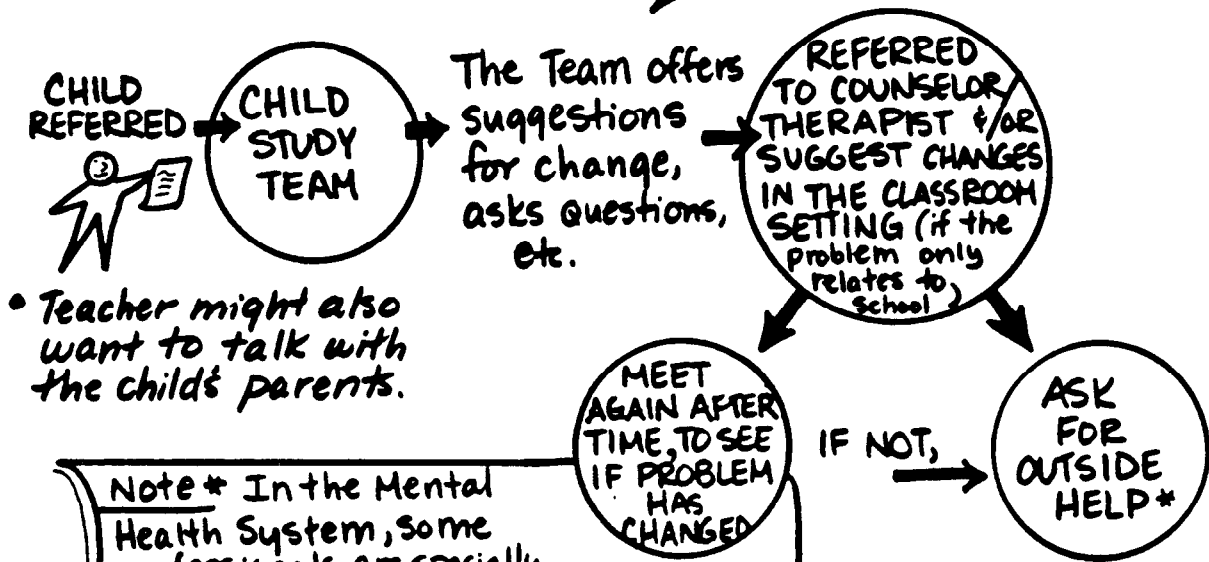 CHILD
REFERRED
CHILD
STUDY
TEAM
The Team offers
suggestions
for change,
asks questions,
etc.
REFERRED
TO COUNSELOR/
THERAPIST &/OR
SUGGEST CHANGES
IN THE CLASSROOM
SETTING (if the
problem only
relates to
school)
• Teacher might also
want to talk with
the child's parents.
MEET
AGAIN AFTER
TIME, TO SEE
IF PROBLEM
HAS
CHANGED
IF NOT,
ASK
FOR
OUTSIDE
HELP*
Note* In the Mental
Health System, some
are specially